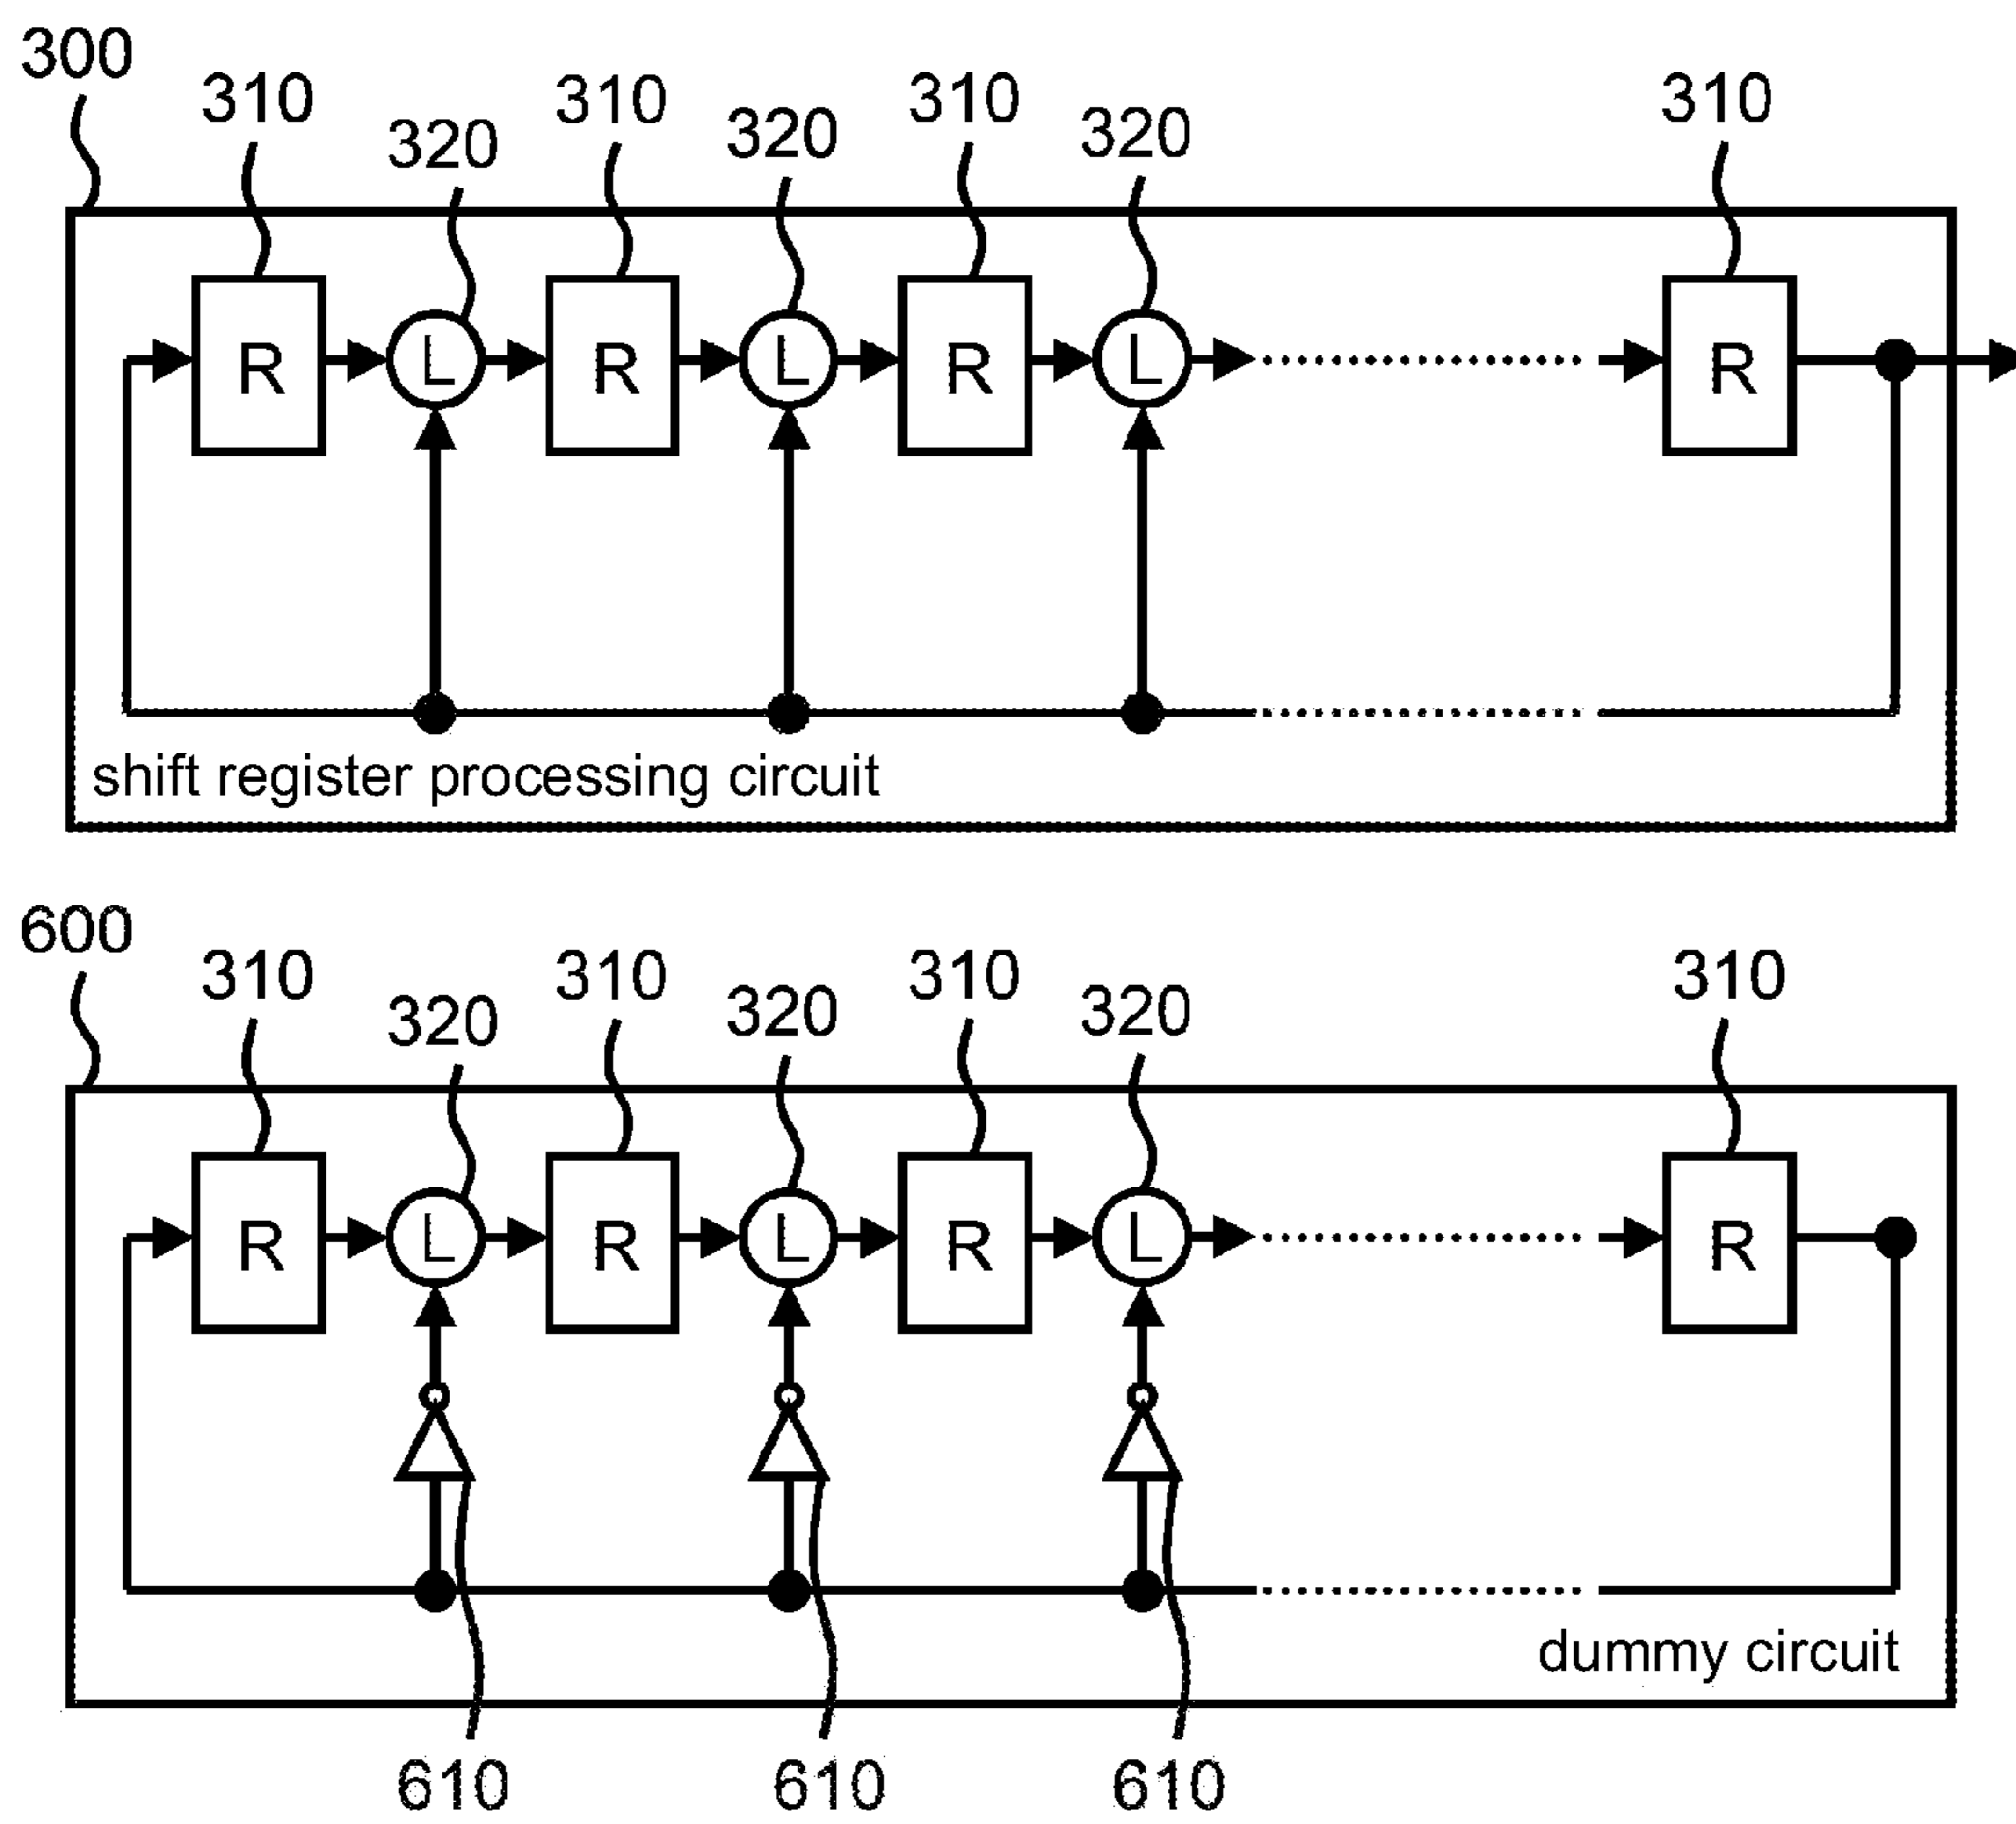 300
310 320 310 320 310 320 310
R L R L R L R
shift register processing circuit
600
310 320 310 320 310 320 310
R L R L R L R
dummy circuit
610 610 610